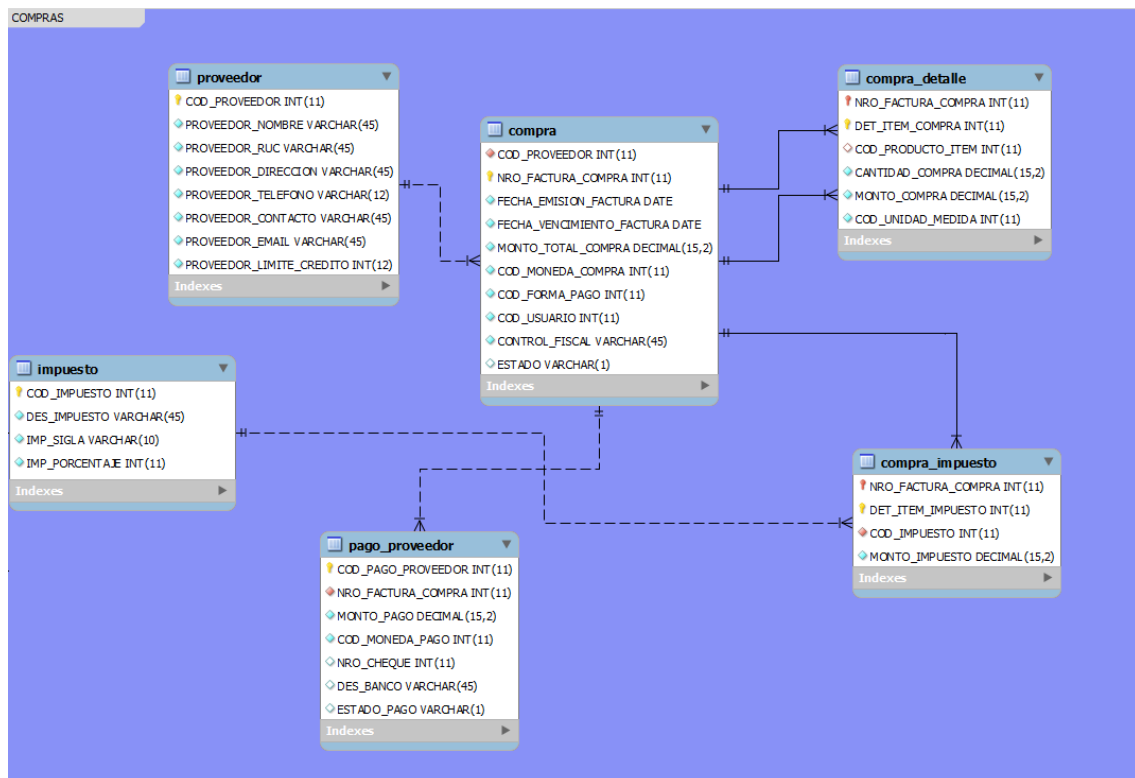 COMPRAS
proveedor
COD_PROVEEDOR INT(11)
PROVEEDOR_NOMBRE VARCHAR(45)
PROVEEDOR_RUC VARCHAR(45)
PROVEEDOR_DIRECCION VARCHAR(45)
PROVEEDOR_TELEFONO VARCHAR(12)
PROVEEDOR_CONTACTO VARCHAR(45)
PROVEEDOR_EMAIL VARCHAR(45)
PROVEEDOR_LIMITE_CREDITO INT(12)
Indexes
compra
COD_PROVEEDOR INT(11)
NRO_FACTURA_COMPRA INT(11)
FECHA_EMISION_FACTURA DATE
FECHA_VENCIMIENTO_FACTURA DATE
MONTO_TOTAL_COMPRA DECIMAL(15,2)
COD_MONEDA_COMPRA INT(11)
COD_FORMA_PAGO INT(11)
COD_USUARIO INT(11)
CONTROL_FISCAL VARCHAR(45)
ESTADO VARCHAR(1)
Indexes
compra_detalle
NRO_FACTURA_COMPRA INT(11)
DET_ITEM_COMPRA INT(11)
COD_PRODUCTO_ITEM INT(11)
CANTIDAD_COMPRA DECIMAL(15,2)
MONTO_COMPRA DECIMAL(15,2)
COD_UNIDAD_MEDIDA INT(11)
Indexes
impuesto
COD_IMPUESTO INT(11)
DES_IMPUESTO VARCHAR(45)
IMP_SIGLA VARCHAR(10)
IMP_PORCENTAJE INT(11)
Indexes
pago_proveedor
COD_PAGO_PROVEEDOR INT(11)
NRO_FACTURA_COMPRA INT(11)
MONTO_PAGO DECIMAL(15,2)
COD_MONEDA_PAGO INT(11)
NRO_CHEQUE INT(11)
DES_BANCO VARCHAR(45)
ESTADO_PAGO VARCHAR(1)
Indexes
compra_impuesto
NRO_FACTURA_COMPRA INT(11)
DET_ITEM_IMPUESTO INT(11)
COD_IMPUESTO INT(11)
MONTO_IMPUESTO DECIMAL(15,2)
Indexes